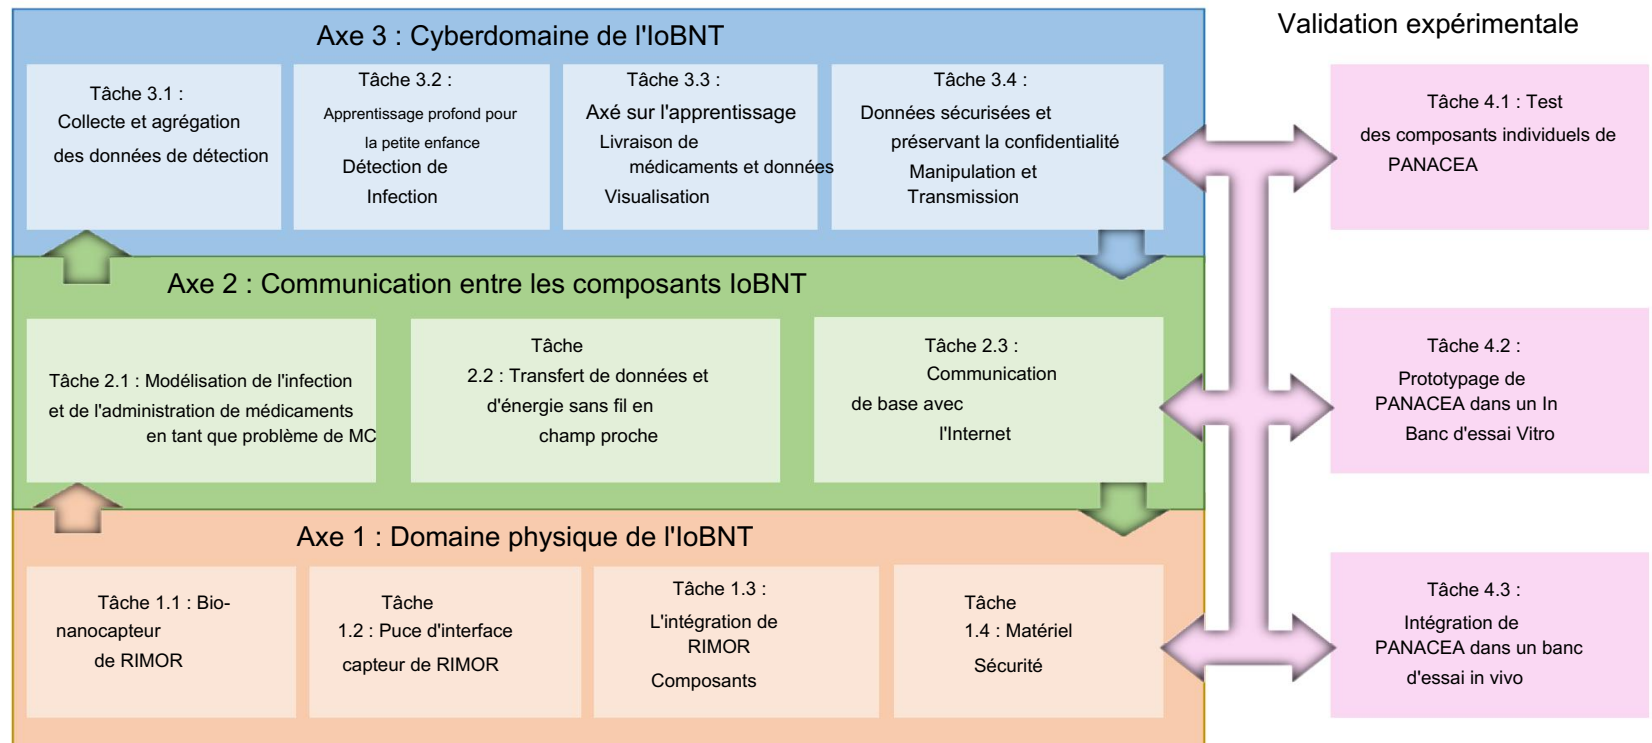 Axe 3 : Cyberdomaine de l'IoBNT
Tâche 3.1 :
Collecte et agrégation
des données de détection
Tâche 3.2 :
Apprentissage profond pour
la petite enfance
Détection de
Infection
Tâche 3.3 :
Axé sur l'apprentissage
Livraison de
médicaments et données
Visualisation
Tâche 3.4 :
Données sécurisées et
préservant la confidentialité
Manipulation et
Transmission
Axe 2 : Communication entre les composants IoBNT
Tâche 2.1 : Modélisation de l'infection
et de l'administration de médicaments
en tant que problème de MC
Tâche
2.2 : Transfert de données et
d'énergie sans fil en
champ proche
Tâche 2.3 :
Communication
de base avec
l'Internet
Axe 1 : Domaine physique de l'IoBNT
Tâche 1.1 : Bio-
nanocapteur
de RIMOR
Tâche
1.2 : Puce d'interface
capteur de RIMOR
Tâche 1.3 :
L'intégration de
RIMOR
Composants
Tâche
1.4 : Matériel
Sécurité
Validation expérimentale
Tâche 4.1 : Test
des composants individuels de
PANACEA
Tâche 4.2 :
Prototypage de
PANACEA dans un In
Banc d'essai Vitro
Tâche 4.3 :
Intégration de
PANACEA dans un banc
d'essai in vivo